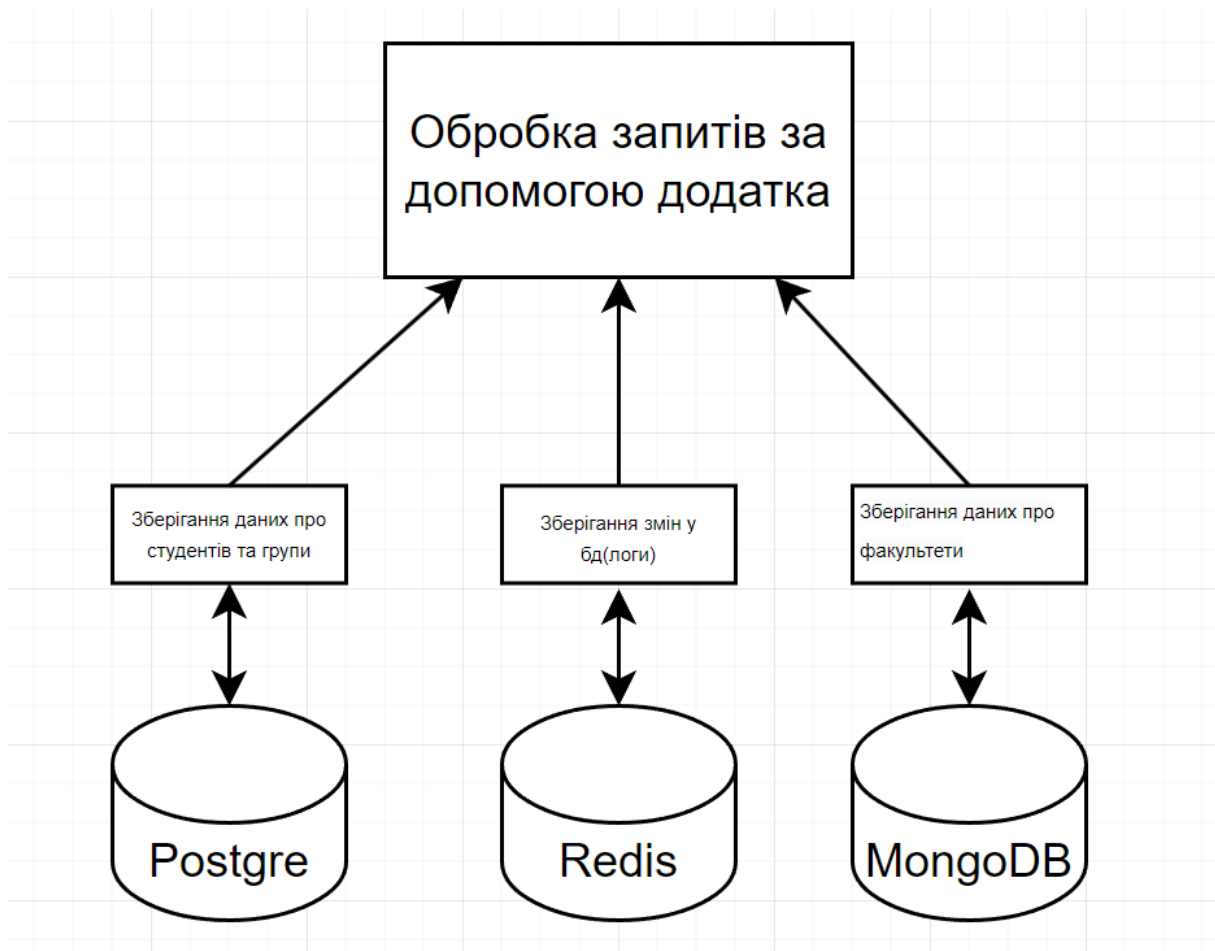 Обробка запитів за
допомогою додатка
Зберігання даних про
студентів та групи
Зберігання змін у
бд(логи)
Зберігання даних про
факультети
Postgre
Redis
MongoDB